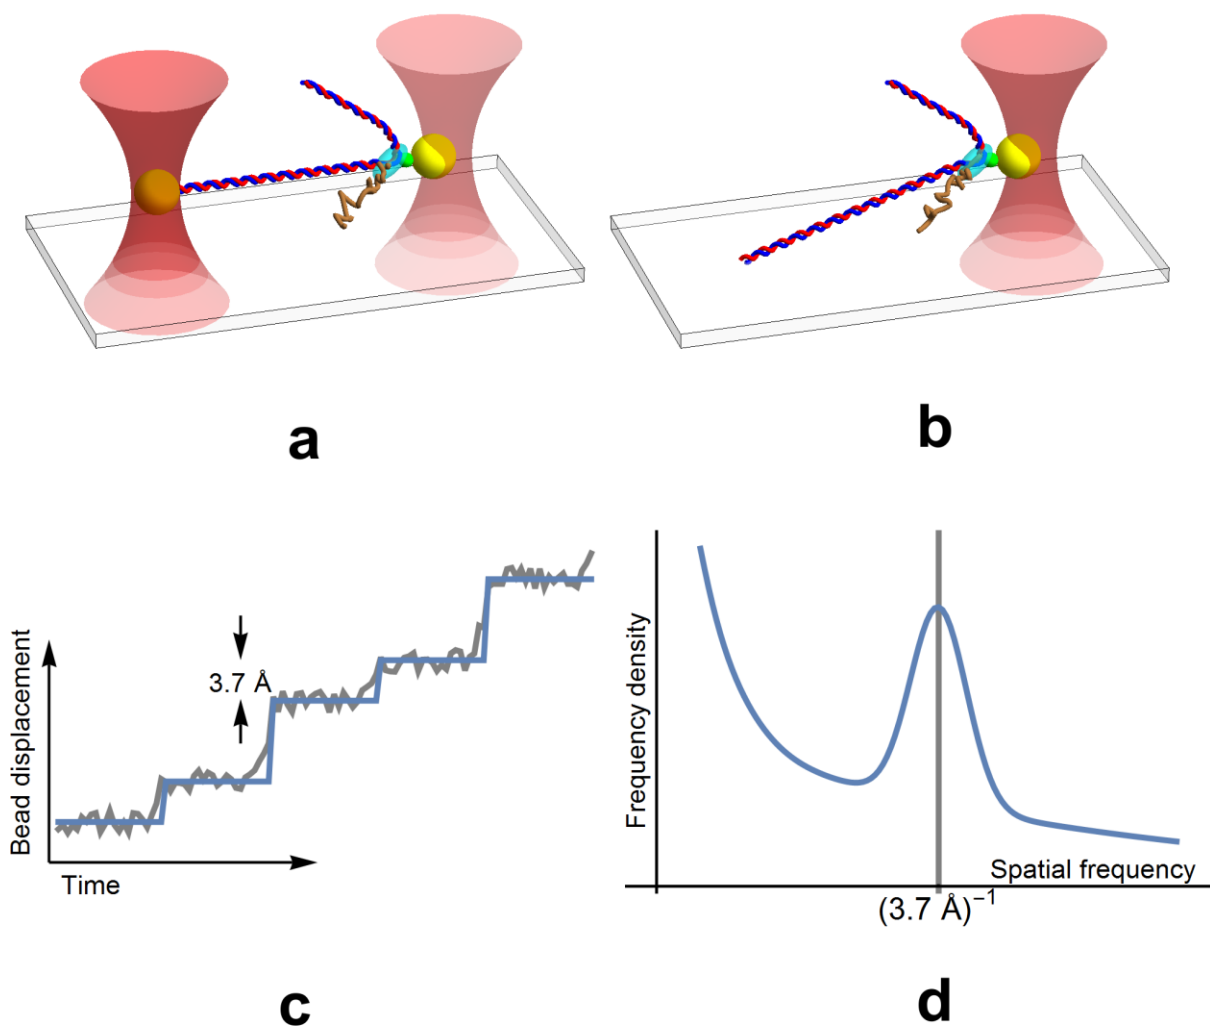 a
b
Bead displacement
3.7 Å
Time
c
Frequency density
Spatial frequency
(3.7 Å)⁻¹
d